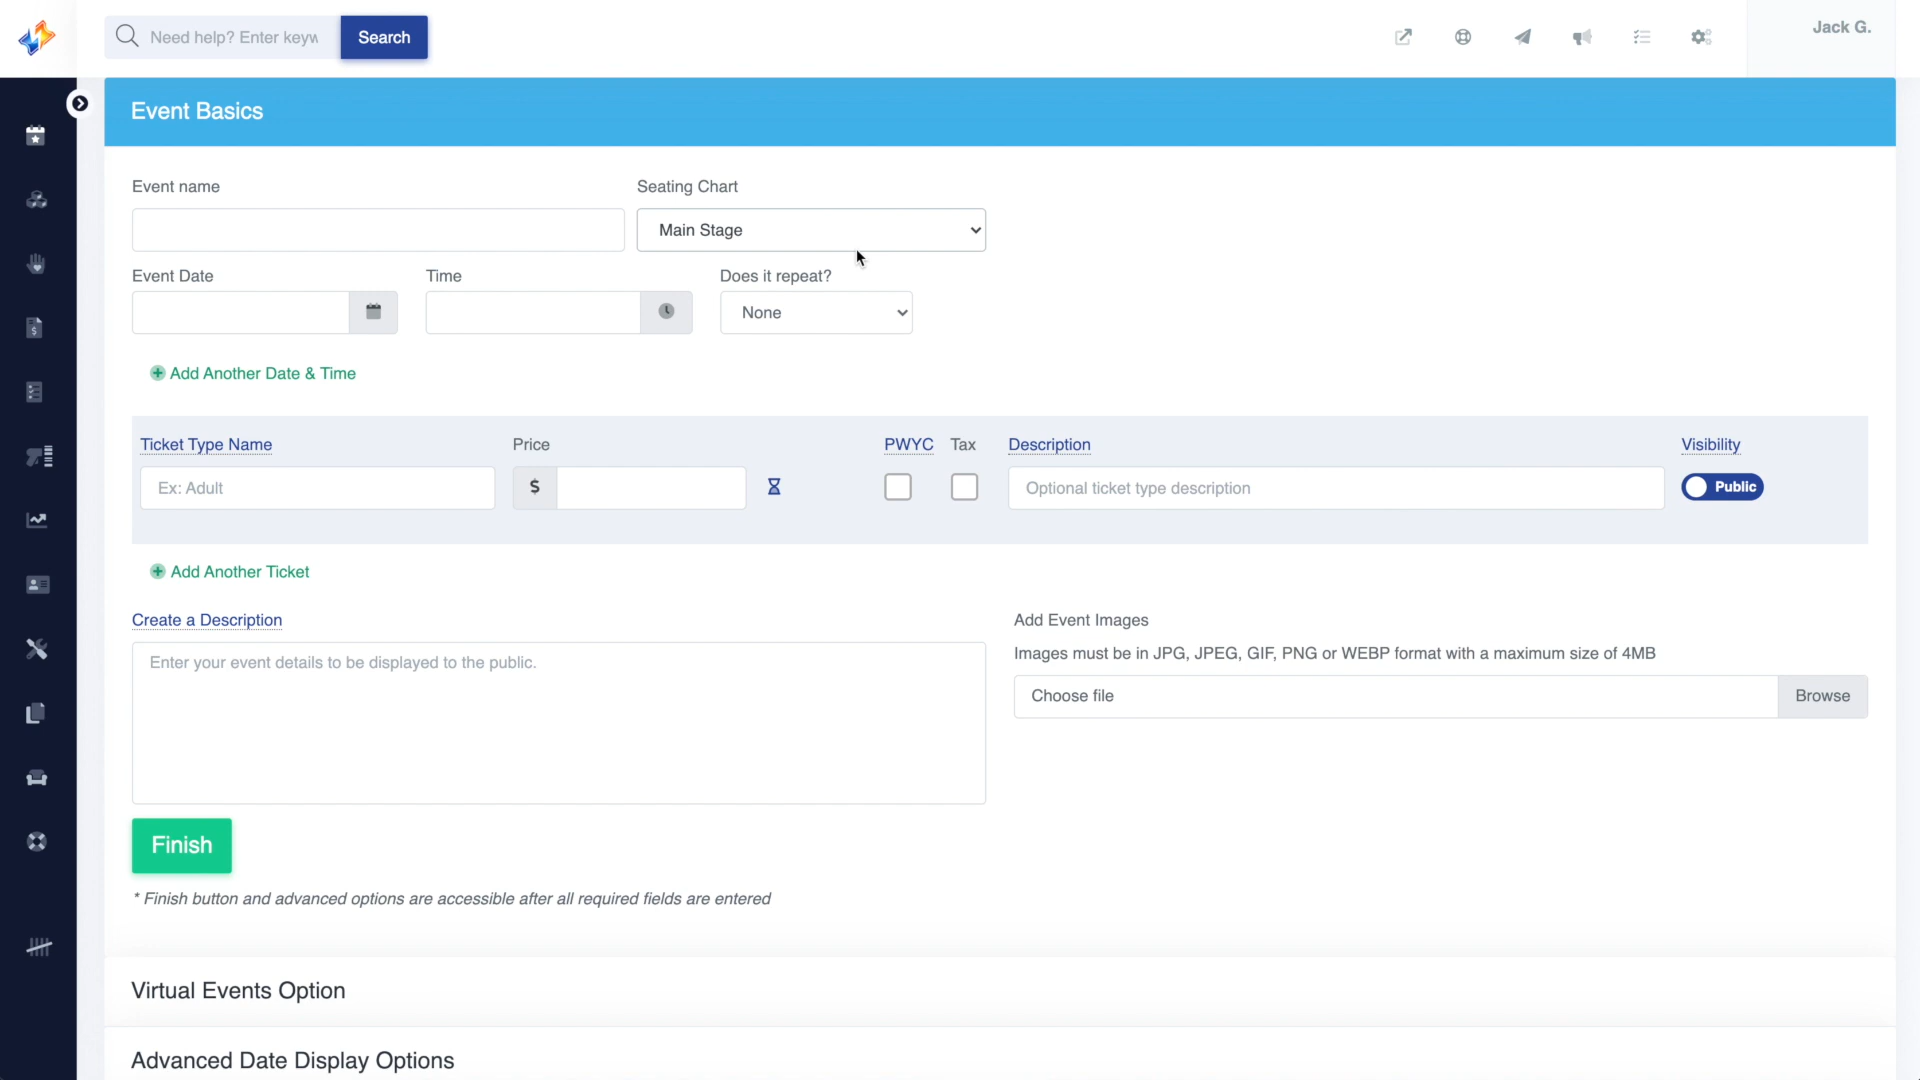 Need help? Enter keyw
Search
Jack G.
Event Basics
Event name
Seating Chart
Main Stage
Event Date
Time
Does it repeat?
None
Add Another Date & Time
Ticket Type Name
Price
PWYC
Tax
Description
Visibility
Ex: Adult
$
Optional ticket type description
Public
Add Another Ticket
Create a Description
Add Event Images
Enter your event details to be displayed to the public.
Images must be in JPG, JPEG, GIF, PNG or WEBP format with a maximum size of 4MB
Choose file
Browse
Finish
* Finish button and advanced options are accessible after all required fields are entered
Virtual Events Option
Advanced Date Display Options